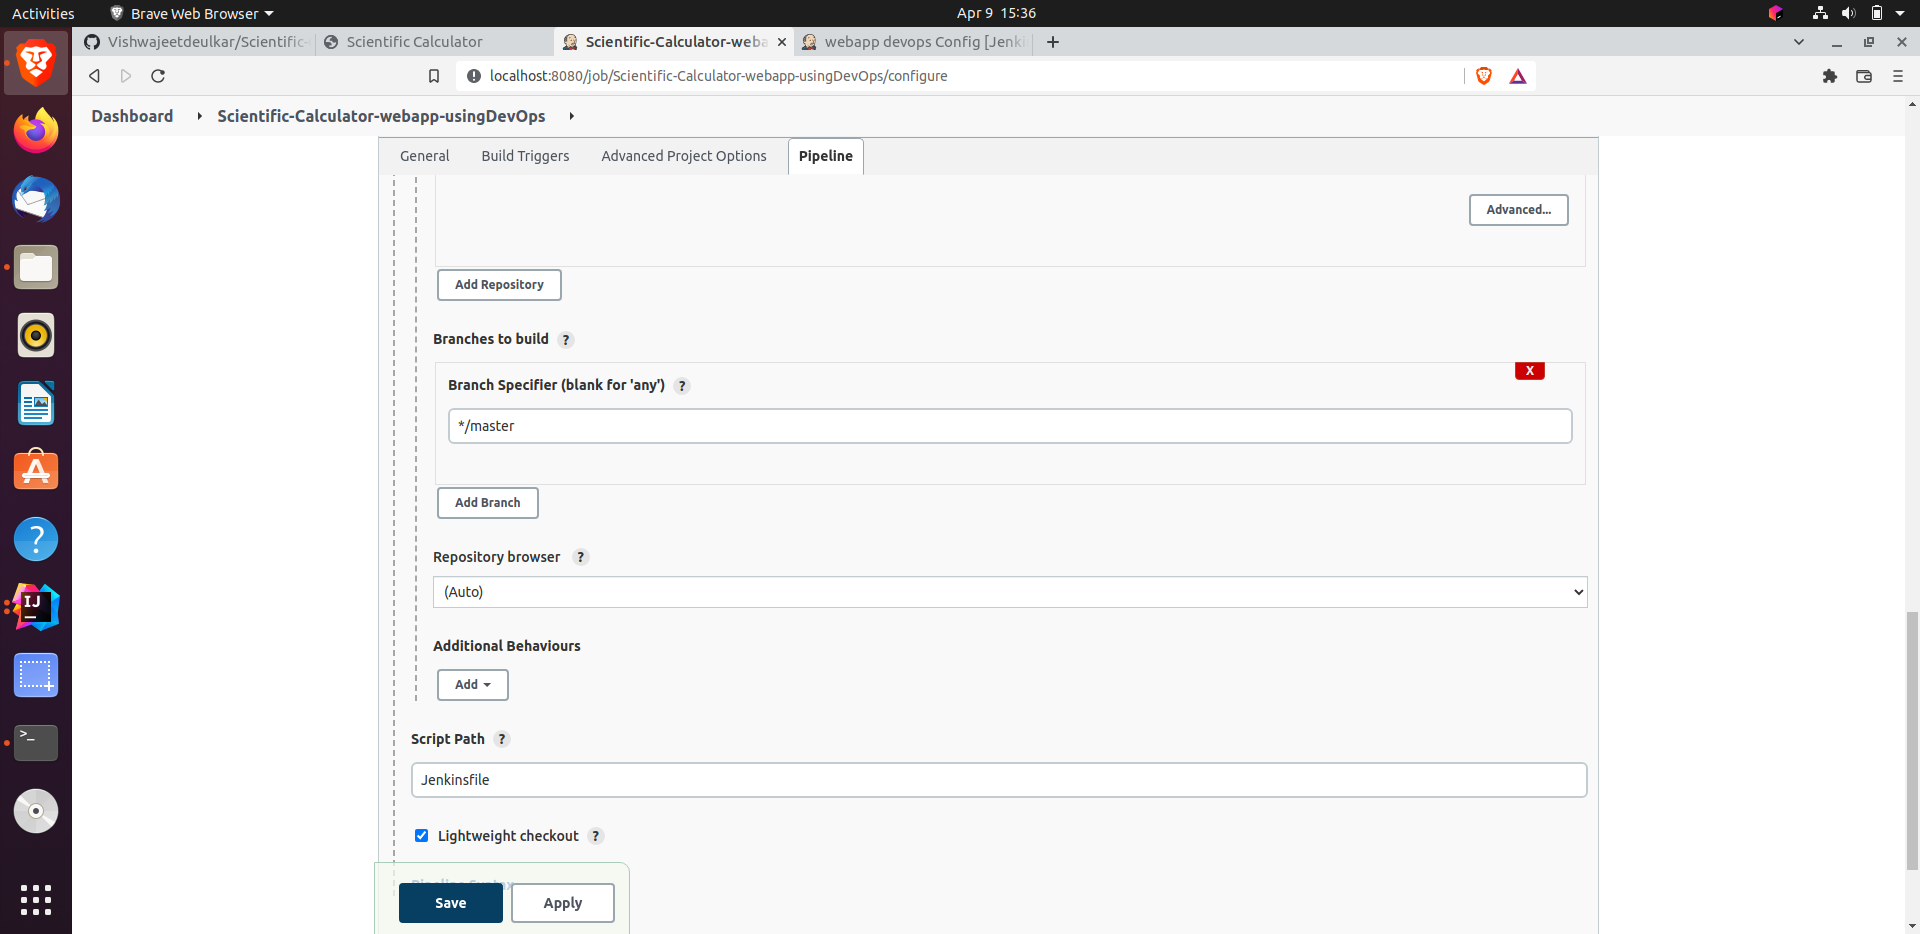 Activities Brave Web Browser Apr 9 15:36
Vishwajeetdeulkar/Scientific- Scientific Calculator Scientific-Calculator-weba webapp devops Config [Jenk
localhost:8080/job/Scientific-Calculator-webapp-usingDevOps/configure
Dashboard Scientific-Calculator-webapp-usingDevOps
General Build Triggers Advanced Project Options Pipeline
Advanced...
Add Repository
Branches to build ?
X
Branch Specifier (blank for 'any') ?
*/master
Add Branch
Repository browser ?
(Auto)
Additional Behaviours
Add
Script Path ?
Jenkinsfile
Lightweight checkout ?
Pipeline Syntax
Save Apply
IJ